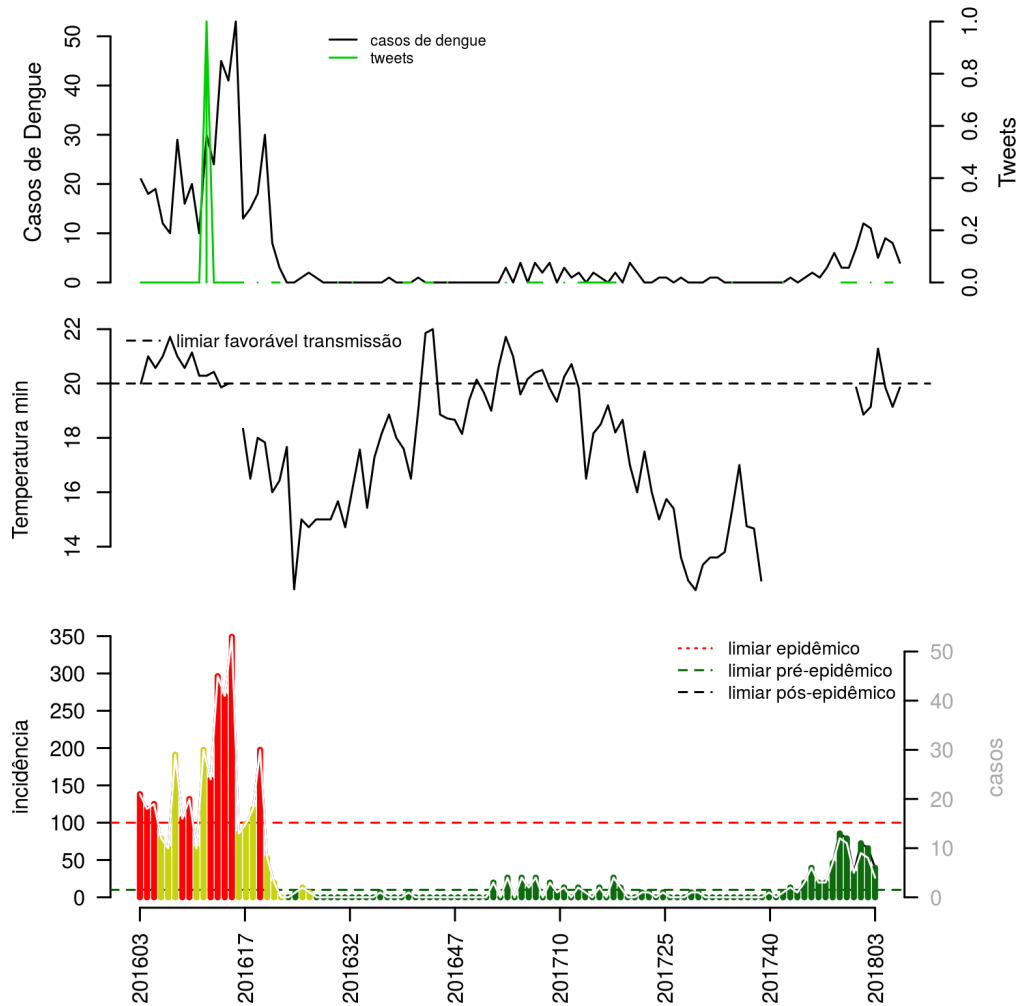 casos de dengue
tweets
Casos de Dengue
0 10 20 30 40 50
Tweets
0.0 0.2 0.4 0.6 0.8 1.0
limiar favorável transmissão
Temperatura min
14 16 18 20 22
limiar epidêmico
limiar pré-epidêmico
limiar pós-epidêmico
incidência
350
300
250
200
150
100
50
0
50
40
30
20
10
0
casos
201603 201617 201632 201647 201710 201725 201740 201803